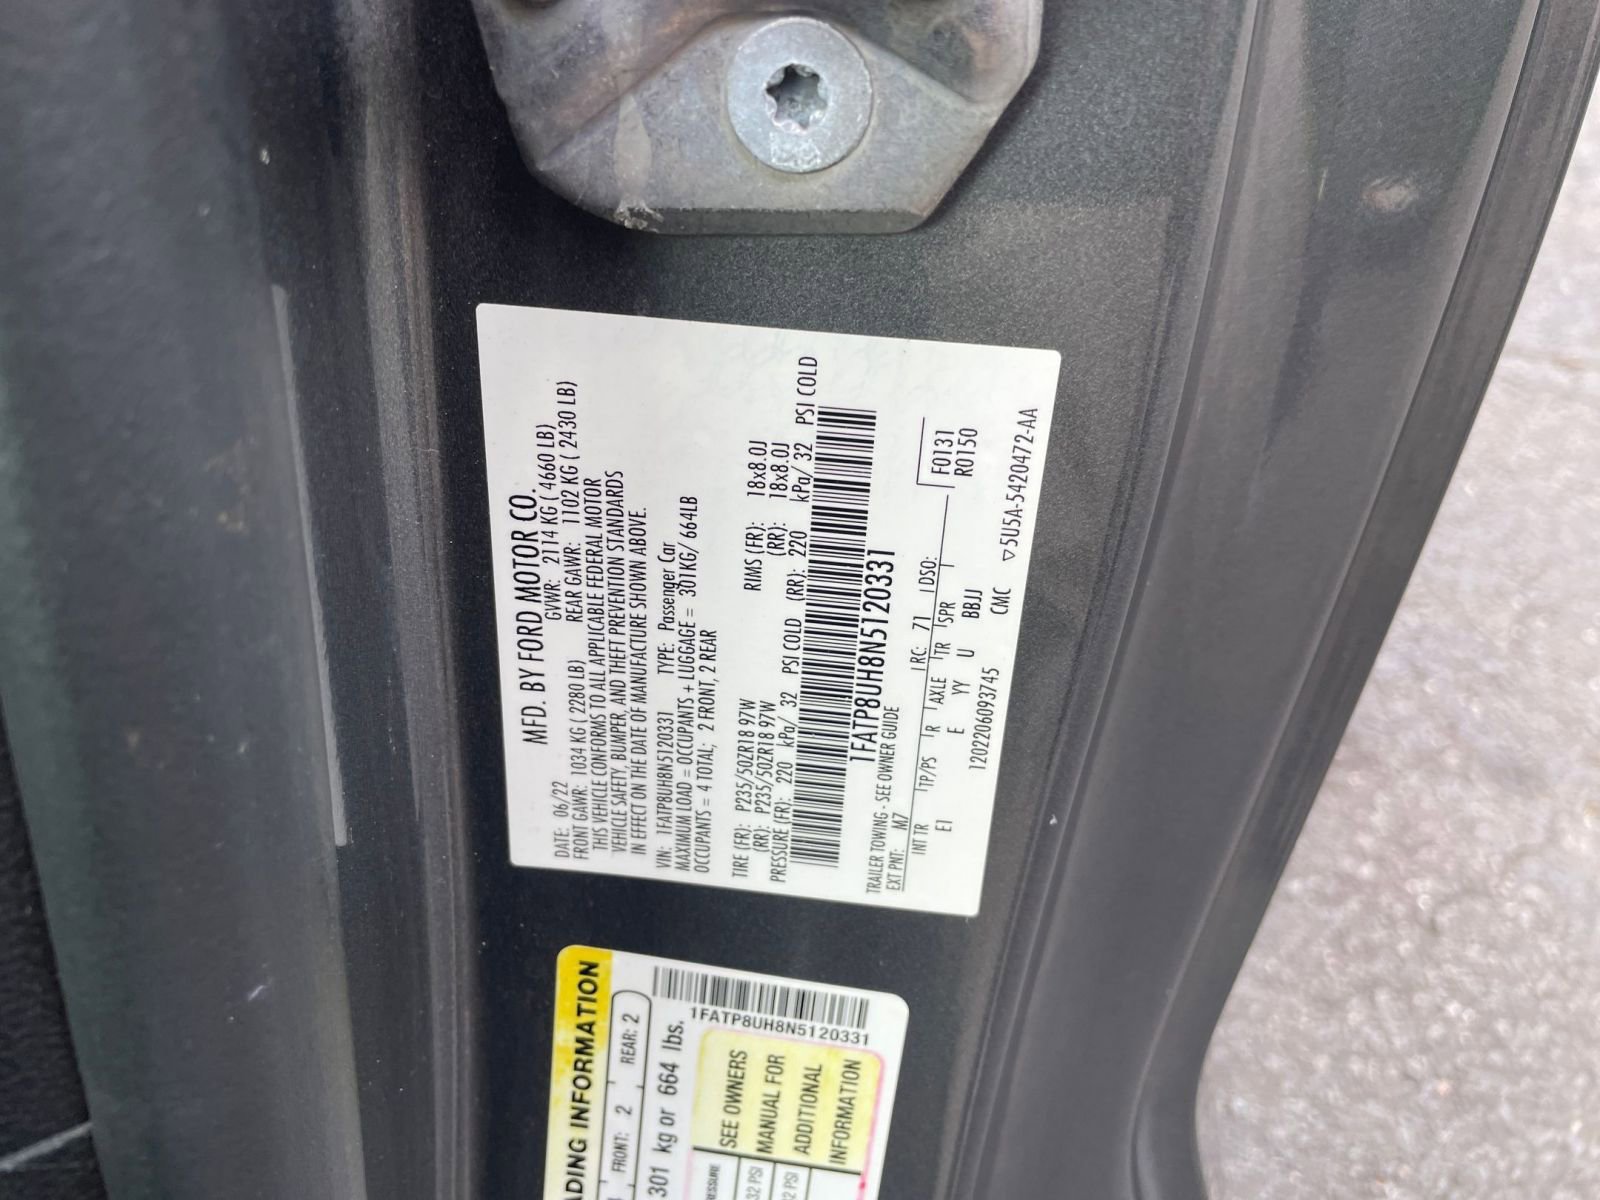 MFD. BY FORD MOTOR CO.
DATE: 06/22 GVWR: 2114 KG ( 4660 LB)
FRONT GAWR: 1034 KG ( 2280 LB) REAR GAWR: 1102 KG ( 2430 LB)
THIS VEHICLE CONFORMS TO ALL APPLICABLE FEDERAL MOTOR
VEHICLE SAFETY, BUMPER, AND THEFT PREVENTION STANDARDS
IN EFFECT ON THE DATE OF MANUFACTURE SHOWN ABOVE.
VIN: 1FATP8UH8N5120331 TYPE: Passenger Car
MAXIMUM LOAD = OCCUPANTS + LUGGAGE = 301KG/ 664LB
OCCUPANTS = 4 TOTAL; 2 FRONT, 2 REAR
TIRE (FR): P235/50ZR18 97W RIMS (FR): 18x8.0J
(RR): P235/50ZR18 97W (RR): 18x8.0J
PRESSURE (FR): 220 kPa/ 32 PSI COLD (RR): 220 kPa/ 32 PSI COLD
1FATP8UH8N5120331
TRAILER TOWING - SEE OWNER GUIDE
EXT PNT: M7 RC: 71 DSO: F0131
INT TR TP/PS R AXLE TR SPR R0150
E1 E YY U BBJJ
120220609374​5 CMC ▽5U5A-5420472-AA
ADING INFORMATION
FRONT: 2 REAR: 2
301 kg or 664 lbs.
1FATP8UH8N5120331
SEE OWNERS
MANUAL FOR
ADDITIONAL
INFORMATION
32 PSI